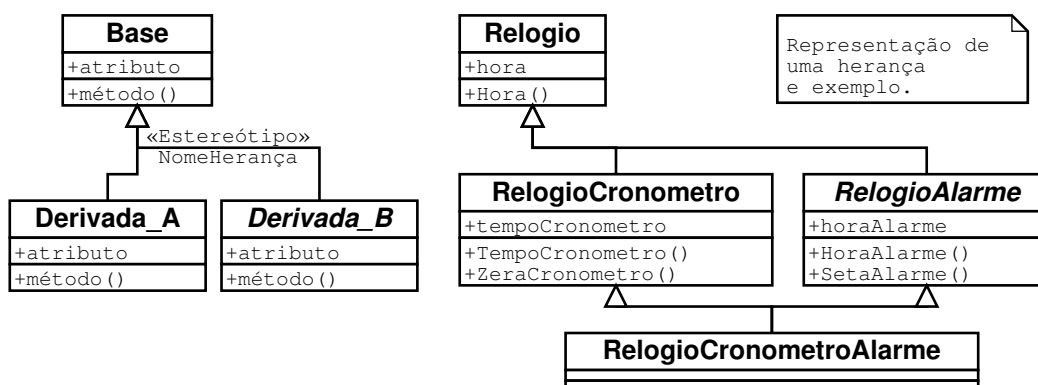 Base
+atributo
+método()
«Estereótipo»
NomeHerança
Derivada_A
+atributo
+método()
Derivada_B
+atributo
+método()
Relogio
+hora
+Hora()
Representação de
uma herança
e exemplo.
RelogioCronometro
+tempoCronometro
+TempoCronometro()
+ZeraCronometro()
RelogioAlarme
+horaAlarme
+HoraAlarme()
+SetaAlarme()
RelogioCronometroAlarme